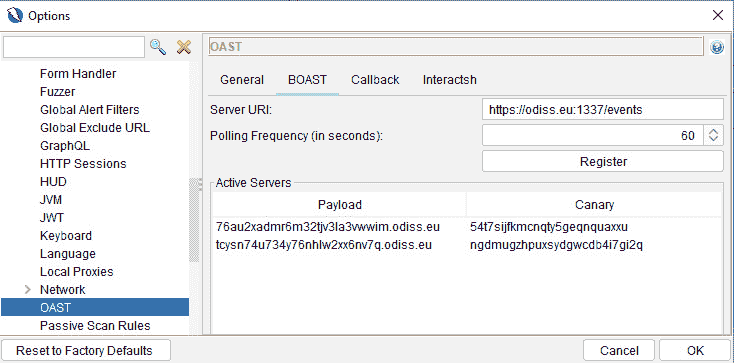 Options
OAST
Form Handler
Fuzzer
Global Alert Filters
Global Exclude URL
GraphQL
HTTP Sessions
HUD
JVM
JWT
Keyboard
Language
Local Proxies
Network
OAST
Passive Scan Rules
General BOAST Callback Interactsh
Server URI: https://odiss.eu:1337/events
Polling Frequency (in seconds): 60
Register
Active Servers
Payload Canary
76au2xadmr6m32tjv3la3vwwim.odiss.eu 54t7sijfkmcnqty5geqnquaxxu
tcysn74u734y76nhlw2xx6nv7q.odiss.eu ngdmugzhpuxsydgwcdb4i7gi2q
Reset to Factory Defaults Cancel OK